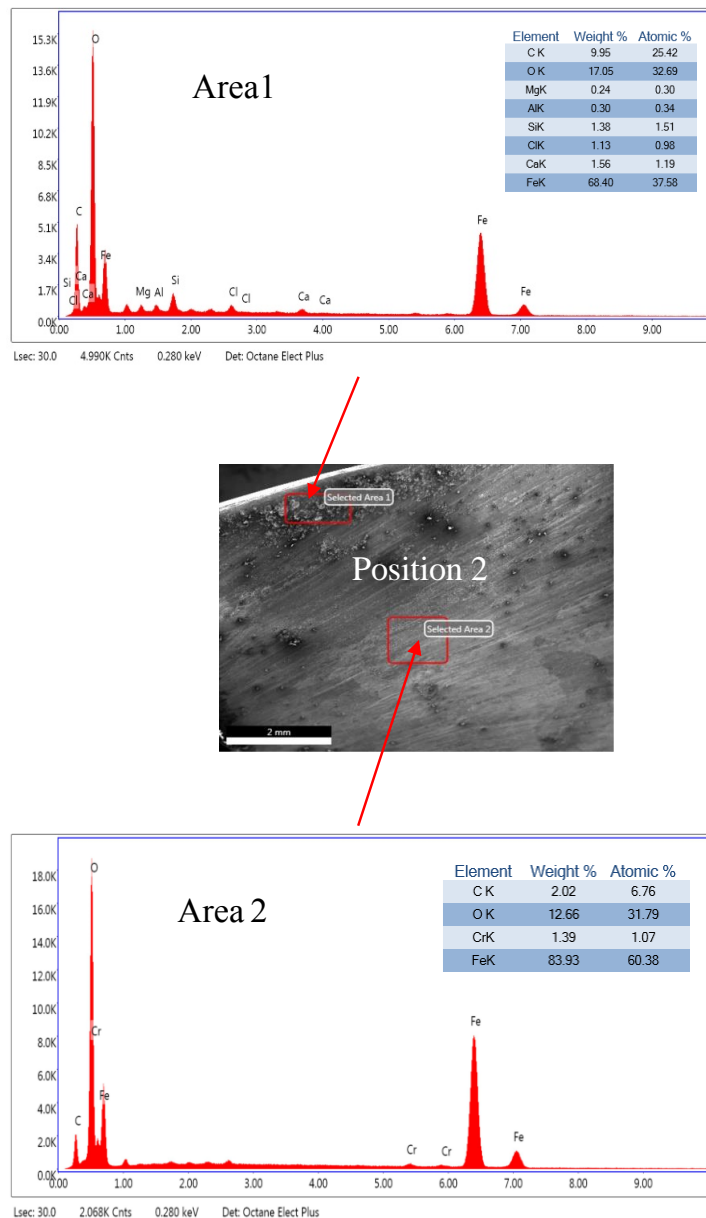 Element Weight % Atomic %
C K 9.95 25.42
O K 17.05 32.69
MgK 0.24 0.30
AlK 0.30 0.34
SiK 1.38 1.51
ClK 1.13 0.98
CaK 1.56 1.19
FeK 68.40 37.58
Area1
15.3K
13.6K
11.9K
10.2K
8.5K
6.8K
5.1K
3.4K
1.7K
0.0K
O
C
Fe
Ca
Si
Cl
Ca
Mg
Al
Si
Cl
Cl
Ca
Ca
Fe
Fe
0.00 1.00 2.00 3.00 4.00 5.00 6.00 7.00 8.00 9.00
Lsec: 30.0 4.990K Cnts 0.280 keV Det: Octane Elect Plus
Selected Area 1
Position 2
Selected Area 2
2 mm
Element Weight % Atomic %
C K 2.02 6.76
O K 12.66 31.79
CrK 1.39 1.07
FeK 83.93 60.38
Area 2
18.0K
16.0K
14.0K
12.0K
10.0K
8.0K
6.0K
4.0K
2.0K
0.0K
O
Cr
Fe
C
Cr
Cr
Fe
Fe
0.00 1.00 2.00 3.00 4.00 5.00 6.00 7.00 8.00 9.00
Lsec: 30.0 2.068K Cnts 0.280 keV Det: Octane Elect Plus